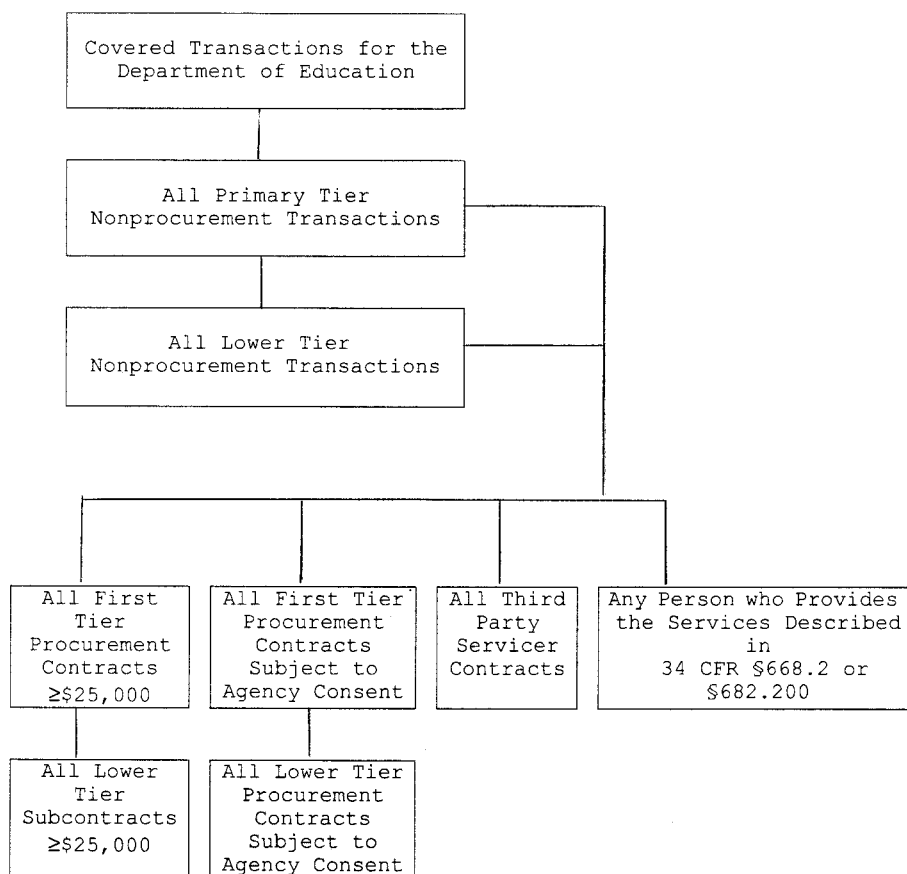 Covered Transactions for the
Department of Education
All Primary Tier
Nonprocurement Transactions
All Lower Tier
Nonprocurement Transactions
All First
Tier
Procurement
Contracts
≥$25,000
All First Tier
Procurement
Contracts
Subject to
Agency Consent
All Third
Party
Servicer
Contracts
Any Person who Provides
the Services Described
in
34 CFR §668.2 or
§682.200
All Lower
Tier
Subcontracts
≥$25,000
All Lower Tier
Procurement
Contracts
Subject to
Agency Consent